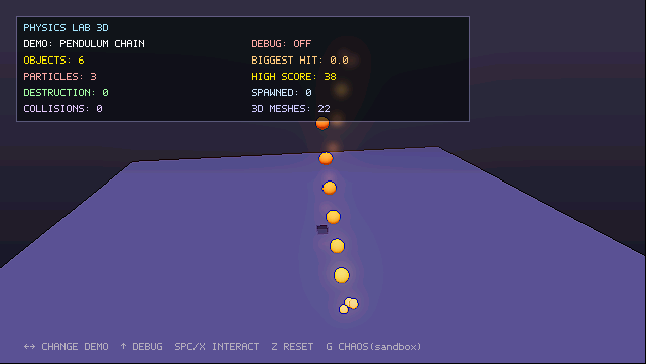 PHYSICS LAB 3D
DEMO: PENDULUM CHAIN DEBUG: OFF
OBJECTS: 6 BIGGEST HIT: 0.0
PARTICLES: 3 HIGH SCORE: 38
DESTRUCTION: 0 SPAWNED: 0
COLLISIONS: 0 3D MESHES: 22
↔ CHANGE DEMO ↑ DEBUG SPC/X INTERACT Z RESET G CHAOS(sandbox)